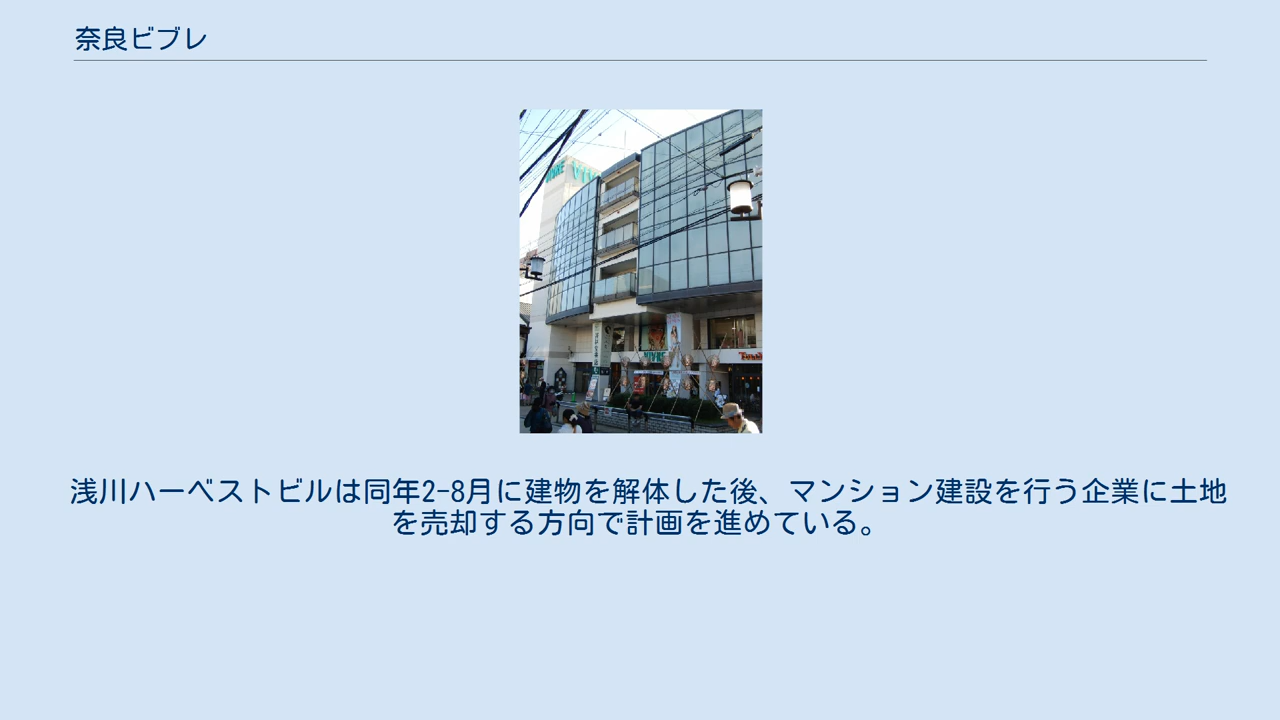 奈良ビブレ
VIVRE
浅川ハーベストビルは同年2-8月に建物を解体した後、マンション建設を行う企業に土地
を売却する方向で計画を進めている。